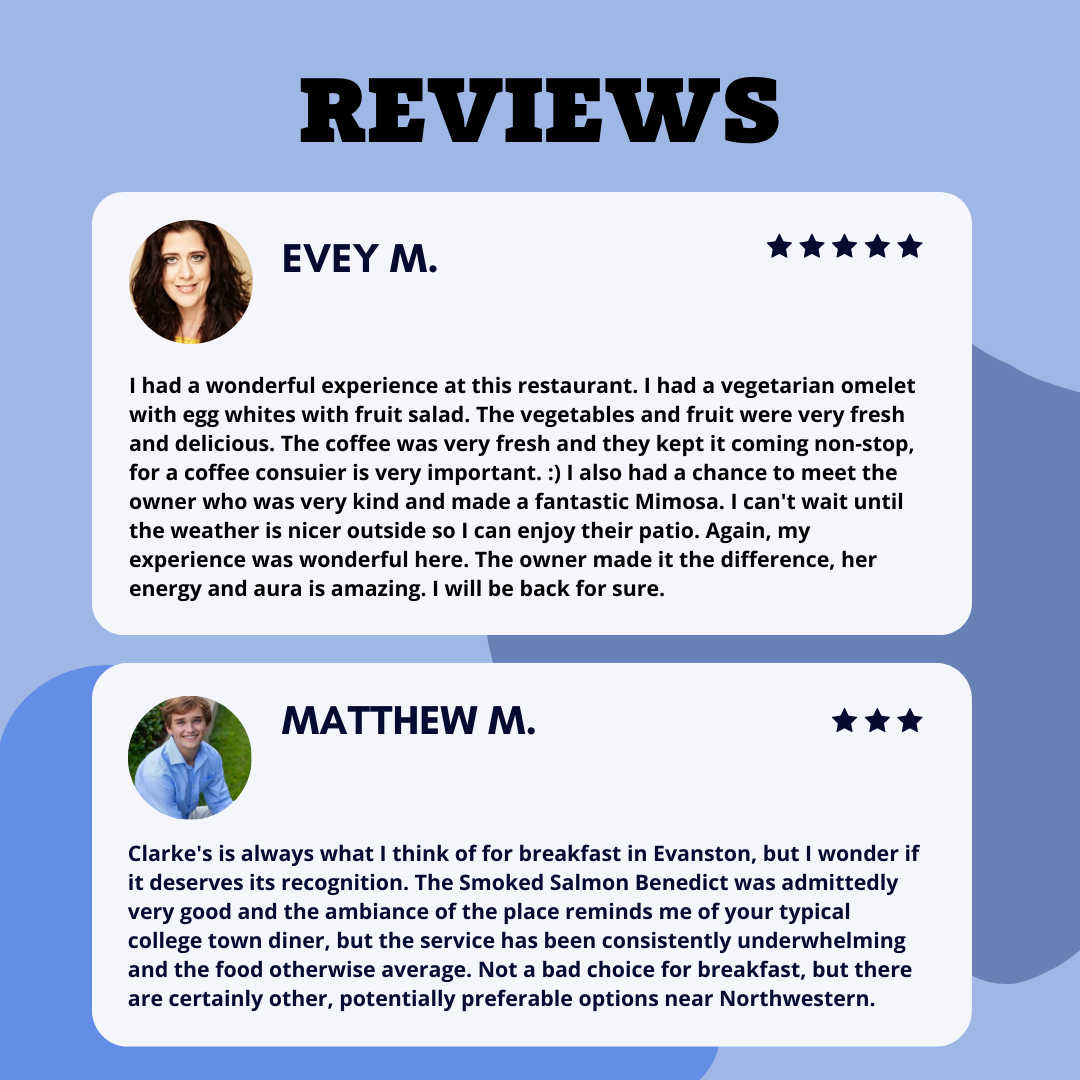 REVIEWS
EVEY M.
I had a wonderful experience at this restaurant. I had a vegetarian omelet
with egg whites with fruit salad. The vegetables and fruit were very fresh
and delicious. The coffee was very fresh and they kept it coming non-stop,
for a coffee consuier is very important. :) I also had a chance to meet the
owner who was very kind and made a fantastic Mimosa. I can't wait until
the weather is nicer outside so I can enjoy their patio. Again, my
experience was wonderful here. The owner made it the difference, her
energy and aura is amazing. I will be back for sure.
MATTHEW M.
Clarke's is always what I think of for breakfast in Evanston, but I wonder if
it deserves its recognition. The Smoked Salmon Benedict was admittedly
very good and the ambiance of the place reminds me of your typical
college town diner, but the service has been consistently underwhelming
and the food otherwise average. Not a bad choice for breakfast, but there
are certainly other, potentially preferable options near Northwestern.